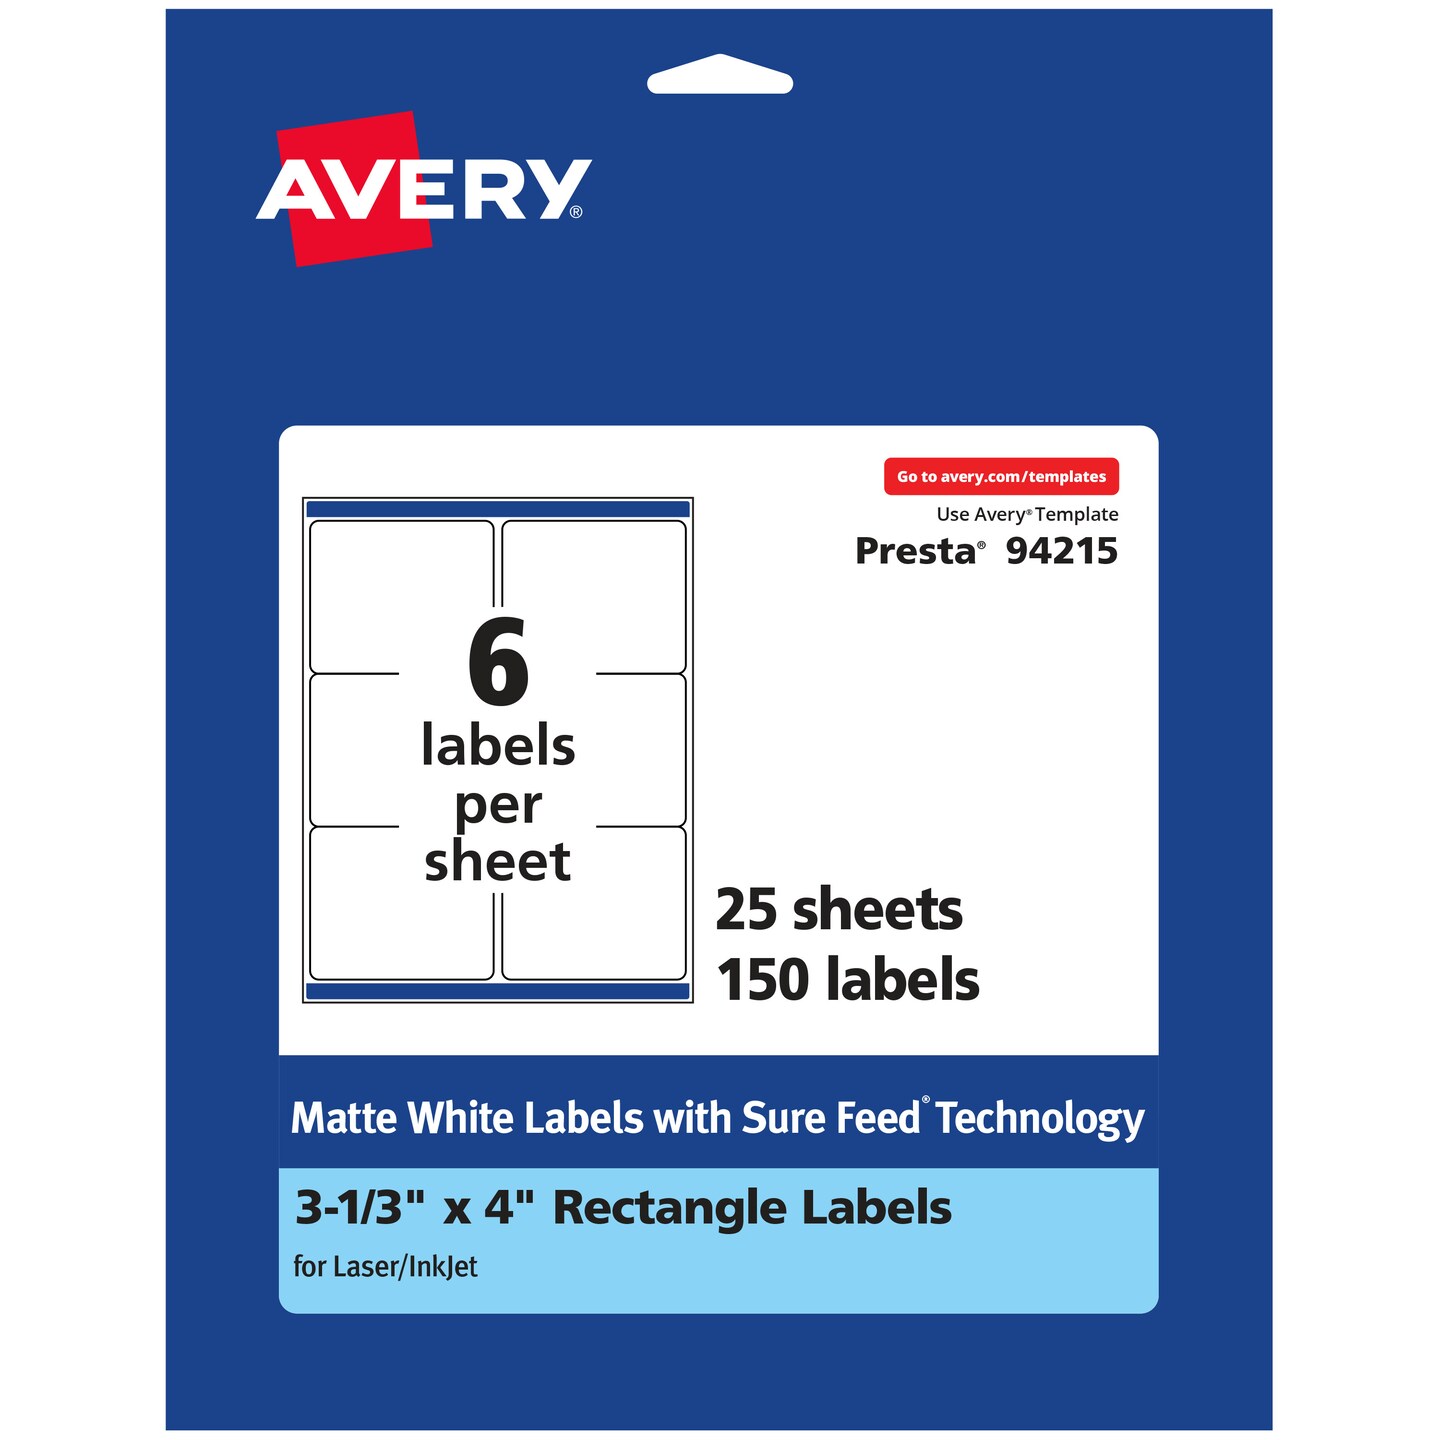 AVERY®
Go to avery.com/templates
Use Avery® Template
Presta® 94215
6
labels
per
sheet
25 sheets
150 labels
Matte White Labels with Sure Feed® Technology
3-1/3" x 4" Rectangle Labels
for Laser/InkJet